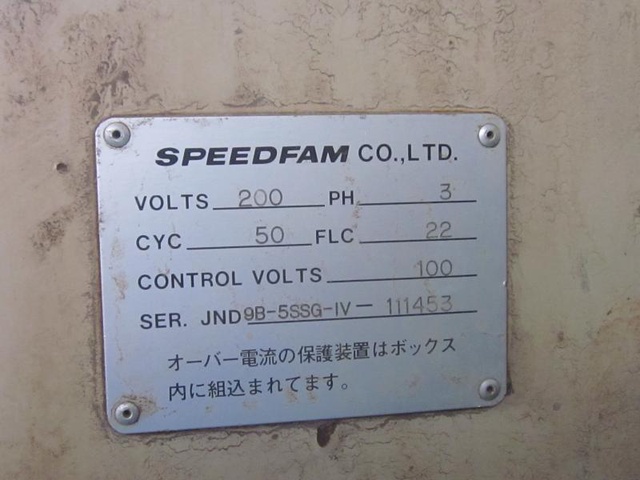 SPEEDFAM CO.,LTD.
VOLTS 200 PH 3
CYC 50 FLC 22
CONTROL VOLTS 100
SER. JND9B-5SSG-IV- 111453
オーバー電流の保護装置はボックス
内に組込まれてます。